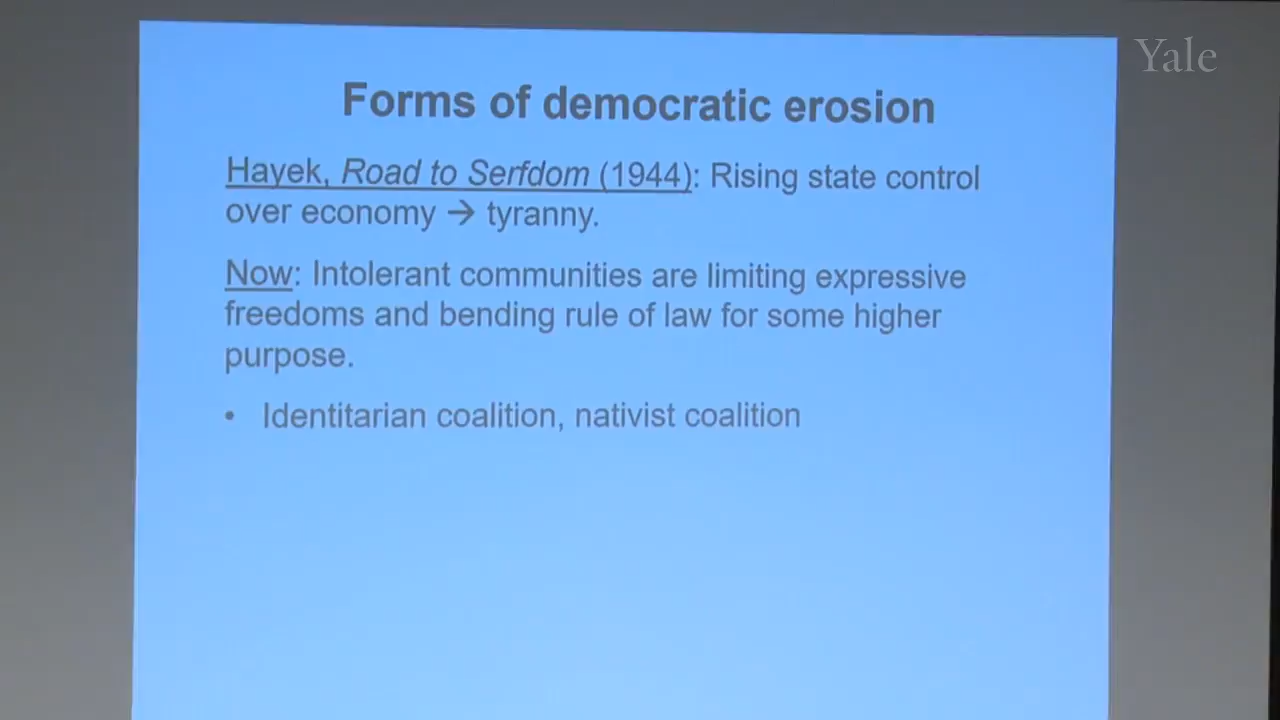 Yale
Forms of democratic erosion
Hayek, Road to Serfdom (1944): Rising state control
over economy → tyranny.
Now: Intolerant communities are limiting expressive
freedoms and bending rule of law for some higher
purpose.
• Identitarian coalition, nativist coalition